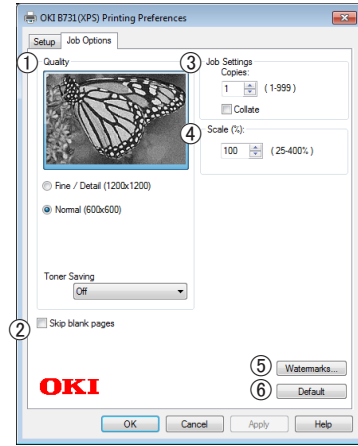 OKI B731(XPS) Printing Preferences
Setup Job Options
① Quality
③ Job Settings
Copies:
1 (1-999)
Collate
④ Scale (%):
100 (25-400%)
Fine / Detail (1200x1200)
Normal (600x600)
Toner Saving
Off
② Skip blank pages
⑤ Watermarks...
⑥ Default
OKI
OK Cancel Apply Help